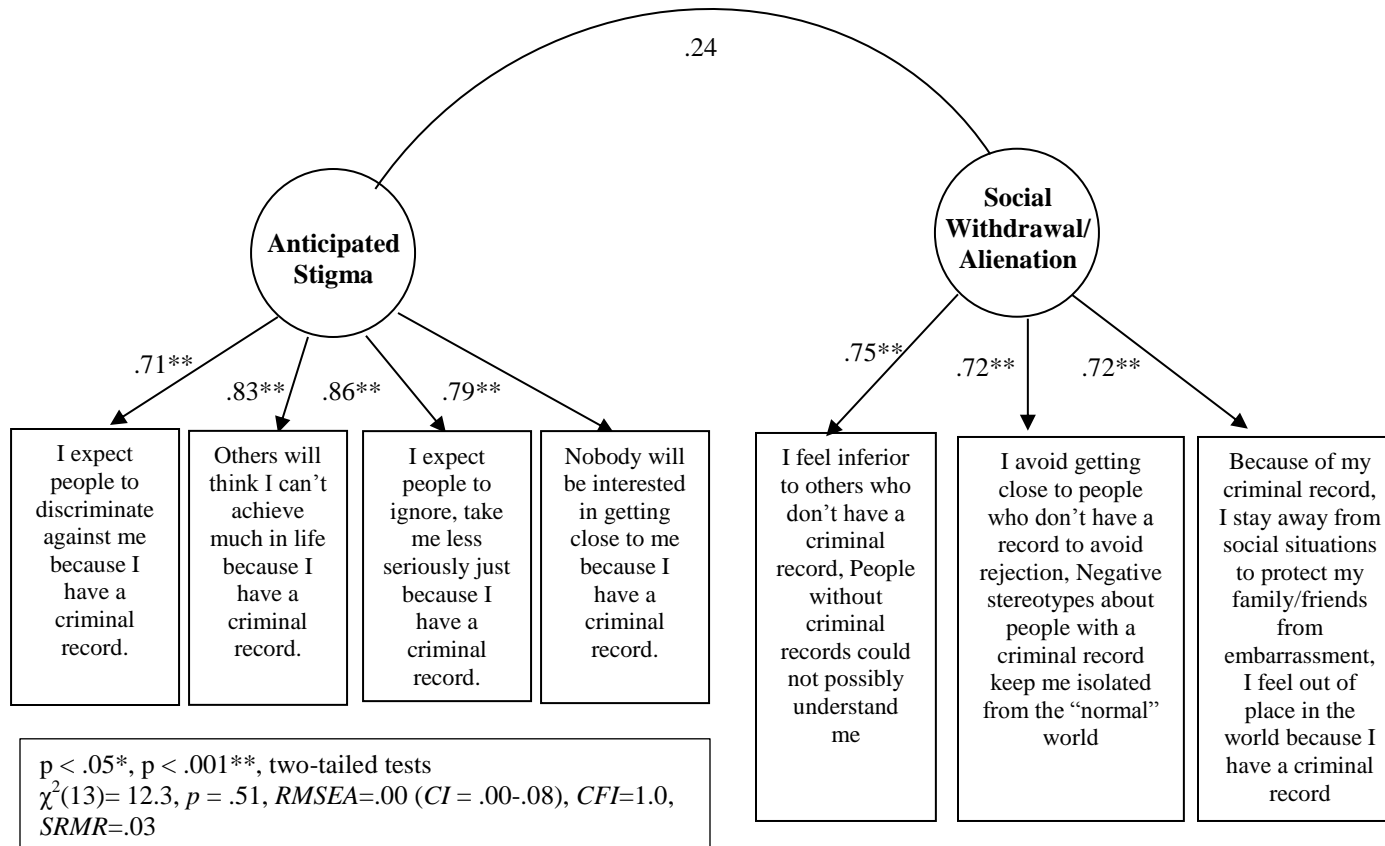 .24
Anticipated
Stigma
Social
Withdrawal/
Alienation
.71**
.83**
.86**
.79**
.75**
.72**
.72**
I expect
people to
discriminate
against me
because I
have a
criminal
record.
Others will
think I can’t
achieve
much in life
because I
have a
criminal
record.
I expect
people to
ignore, take
me less
seriously just
because I
have a
criminal
record.
Nobody will
be interested
in getting
close to me
because I
have a
criminal
record.
I feel inferior
to others who
don’t have a
criminal
record, People
without
criminal
records could
not possibly
understand
me
I avoid getting
close to people
who don’t have a
record to avoid
rejection, Negative
stereotypes about
people with a
criminal record
keep me isolated
from the “normal”
world
Because of my
criminal record,
I stay away from
social situations
to protect my
family/friends
from
embarrassment,
I feel out of
place in the
world because I
have a criminal
record
p < .05*, p < .001**, two-tailed tests
χ²(13)= 12.3, p = .51, RMSEA=.00 (CI = .00-.08), CFI=1.0,
SRMR=.03